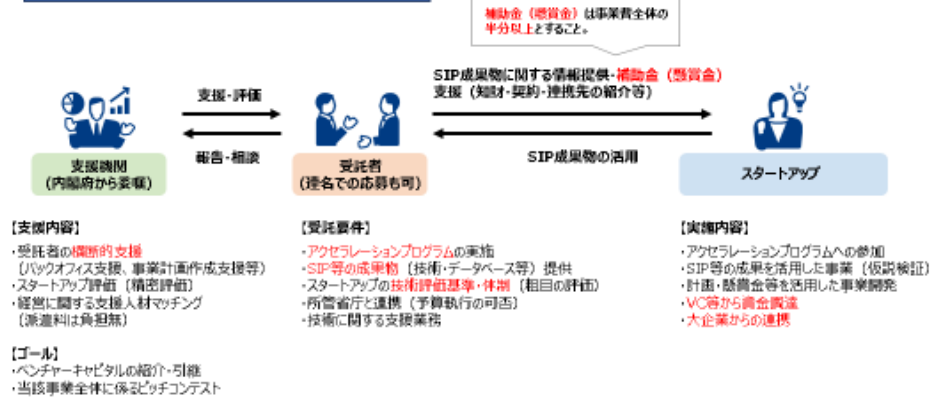 補助金（懸賞金）は事業費全体の
半分以上とすること。
SIP成果物に関する情報提供・補助金（懸賞金）
支援（知財・契約・連携先の紹介等）
支援・評価
報告・相談
SIP成果物の活用
支援機関
（内閣府から委嘱）
受託者
（連名での応募も可）
スタートアップ
【支援内容】
・受託者の横断的支援
（バックオフィス支援、事業計画作成支援等）
・スタートアップ評価（精密評価）
・経営に関する支援人材マッチング
（派遣料は負担無）
【ゴール】
・ベンチャーキャピタルの紹介・引継
・当該事業全体に係るピッチコンテスト
【受託要件】
・アクセラレーションプログラムの実施
・SIP等の成果物（技術・データベース等）提供
・スタートアップの技術評価基準・体制（粗目の評価）
・所管省庁と連携（予算執行の可否）
・技術に関する支援業務
【実施内容】
・アクセラレーションプログラムへの参加
・SIP等の成果を活用した事業（仮説検証）
・計画・懸賞金等を活用した事業開発
・VC等から資金調達
・大企業からの連携